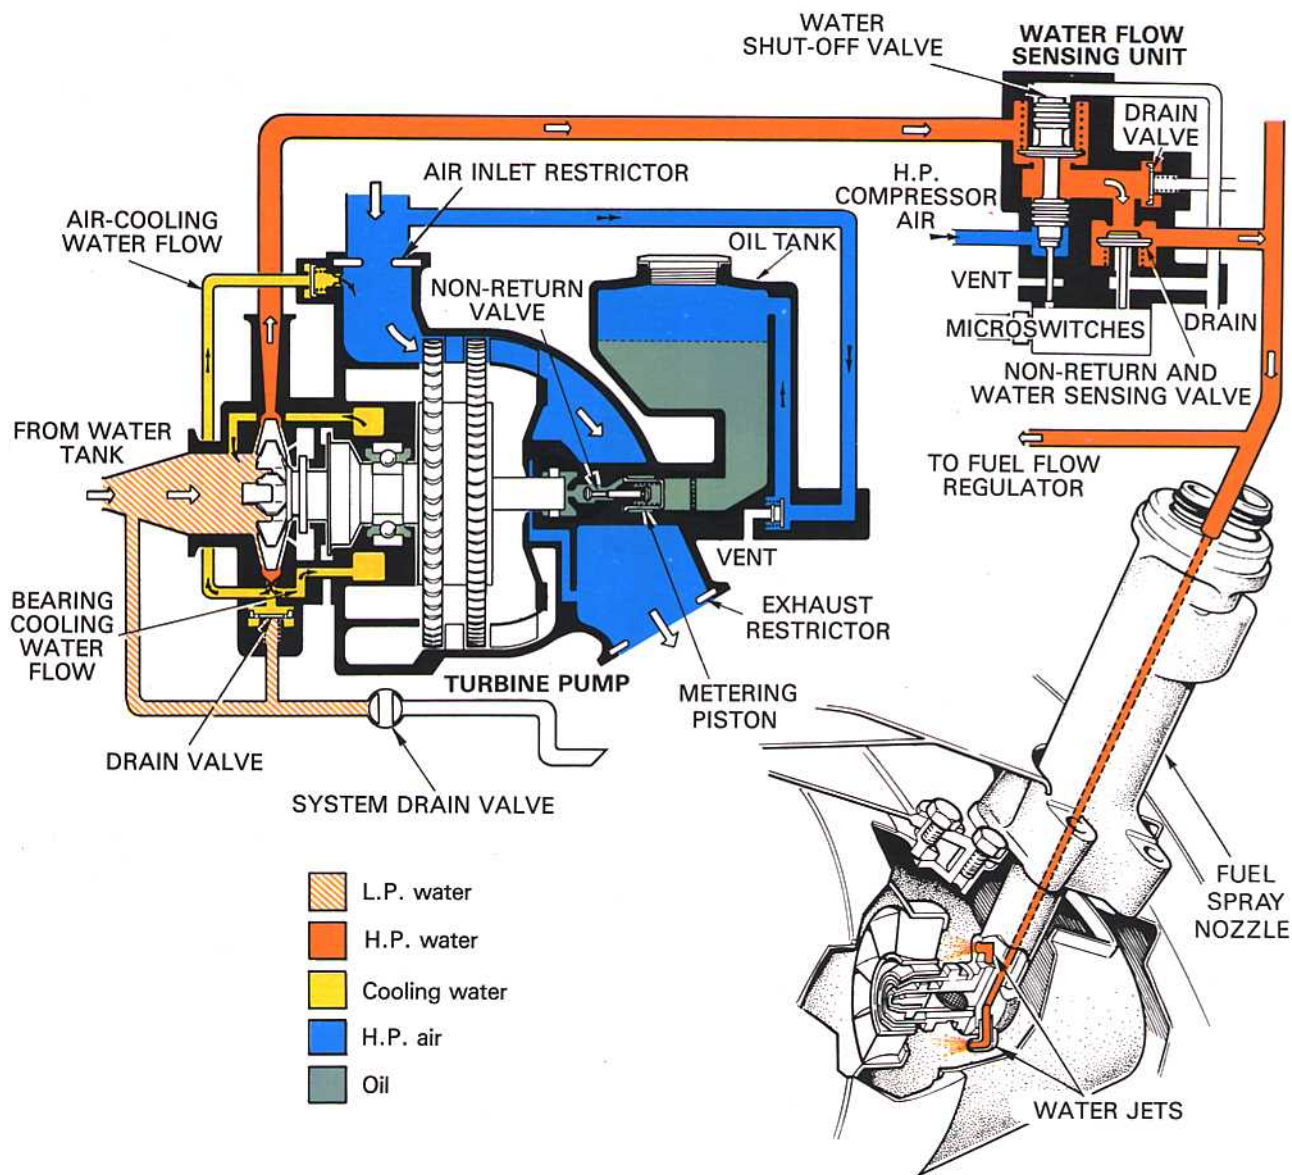 WATER
SHUT-OFF VALVE
WATER FLOW
SENSING UNIT
DRAIN
VALVE
AIR INLET RESTRICTOR
H.P.
COMPRESSOR
AIR
AIR-COOLING
WATER FLOW
OIL TANK
NON-RETURN
VALVE
VENT
MICROSWITCHES
DRAIN
NON-RETURN AND
WATER SENSING VALVE
FROM WATER
TANK
TO FUEL FLOW
REGULATOR
VENT
BEARING
COOLING
WATER
FLOW
EXHAUST
RESTRICTOR
TURBINE PUMP
METERING
PISTON
DRAIN VALVE
SYSTEM DRAIN VALVE
L.P. water
H.P. water
Cooling water
H.P. air
Oil
FUEL
SPRAY
NOZZLE
WATER JETS